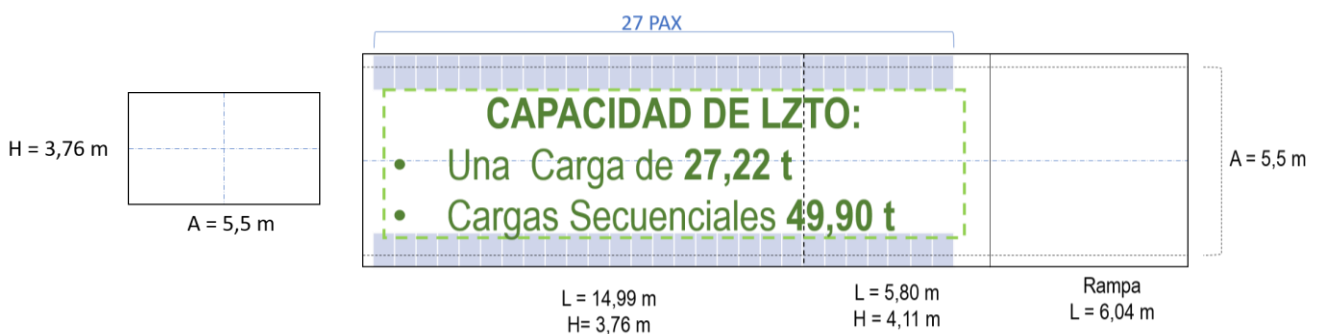 27 PAX
CAPACIDAD DE LZTO:
• Una Carga de 27,22 t
• Cargas Secuenciales 49,90 t
H = 3,76 m
A = 5,5 m
A = 5,5 m
L = 14,99 m
H= 3,76 m
L = 5,80 m
H = 4,11 m
Rampa
L = 6,04 m